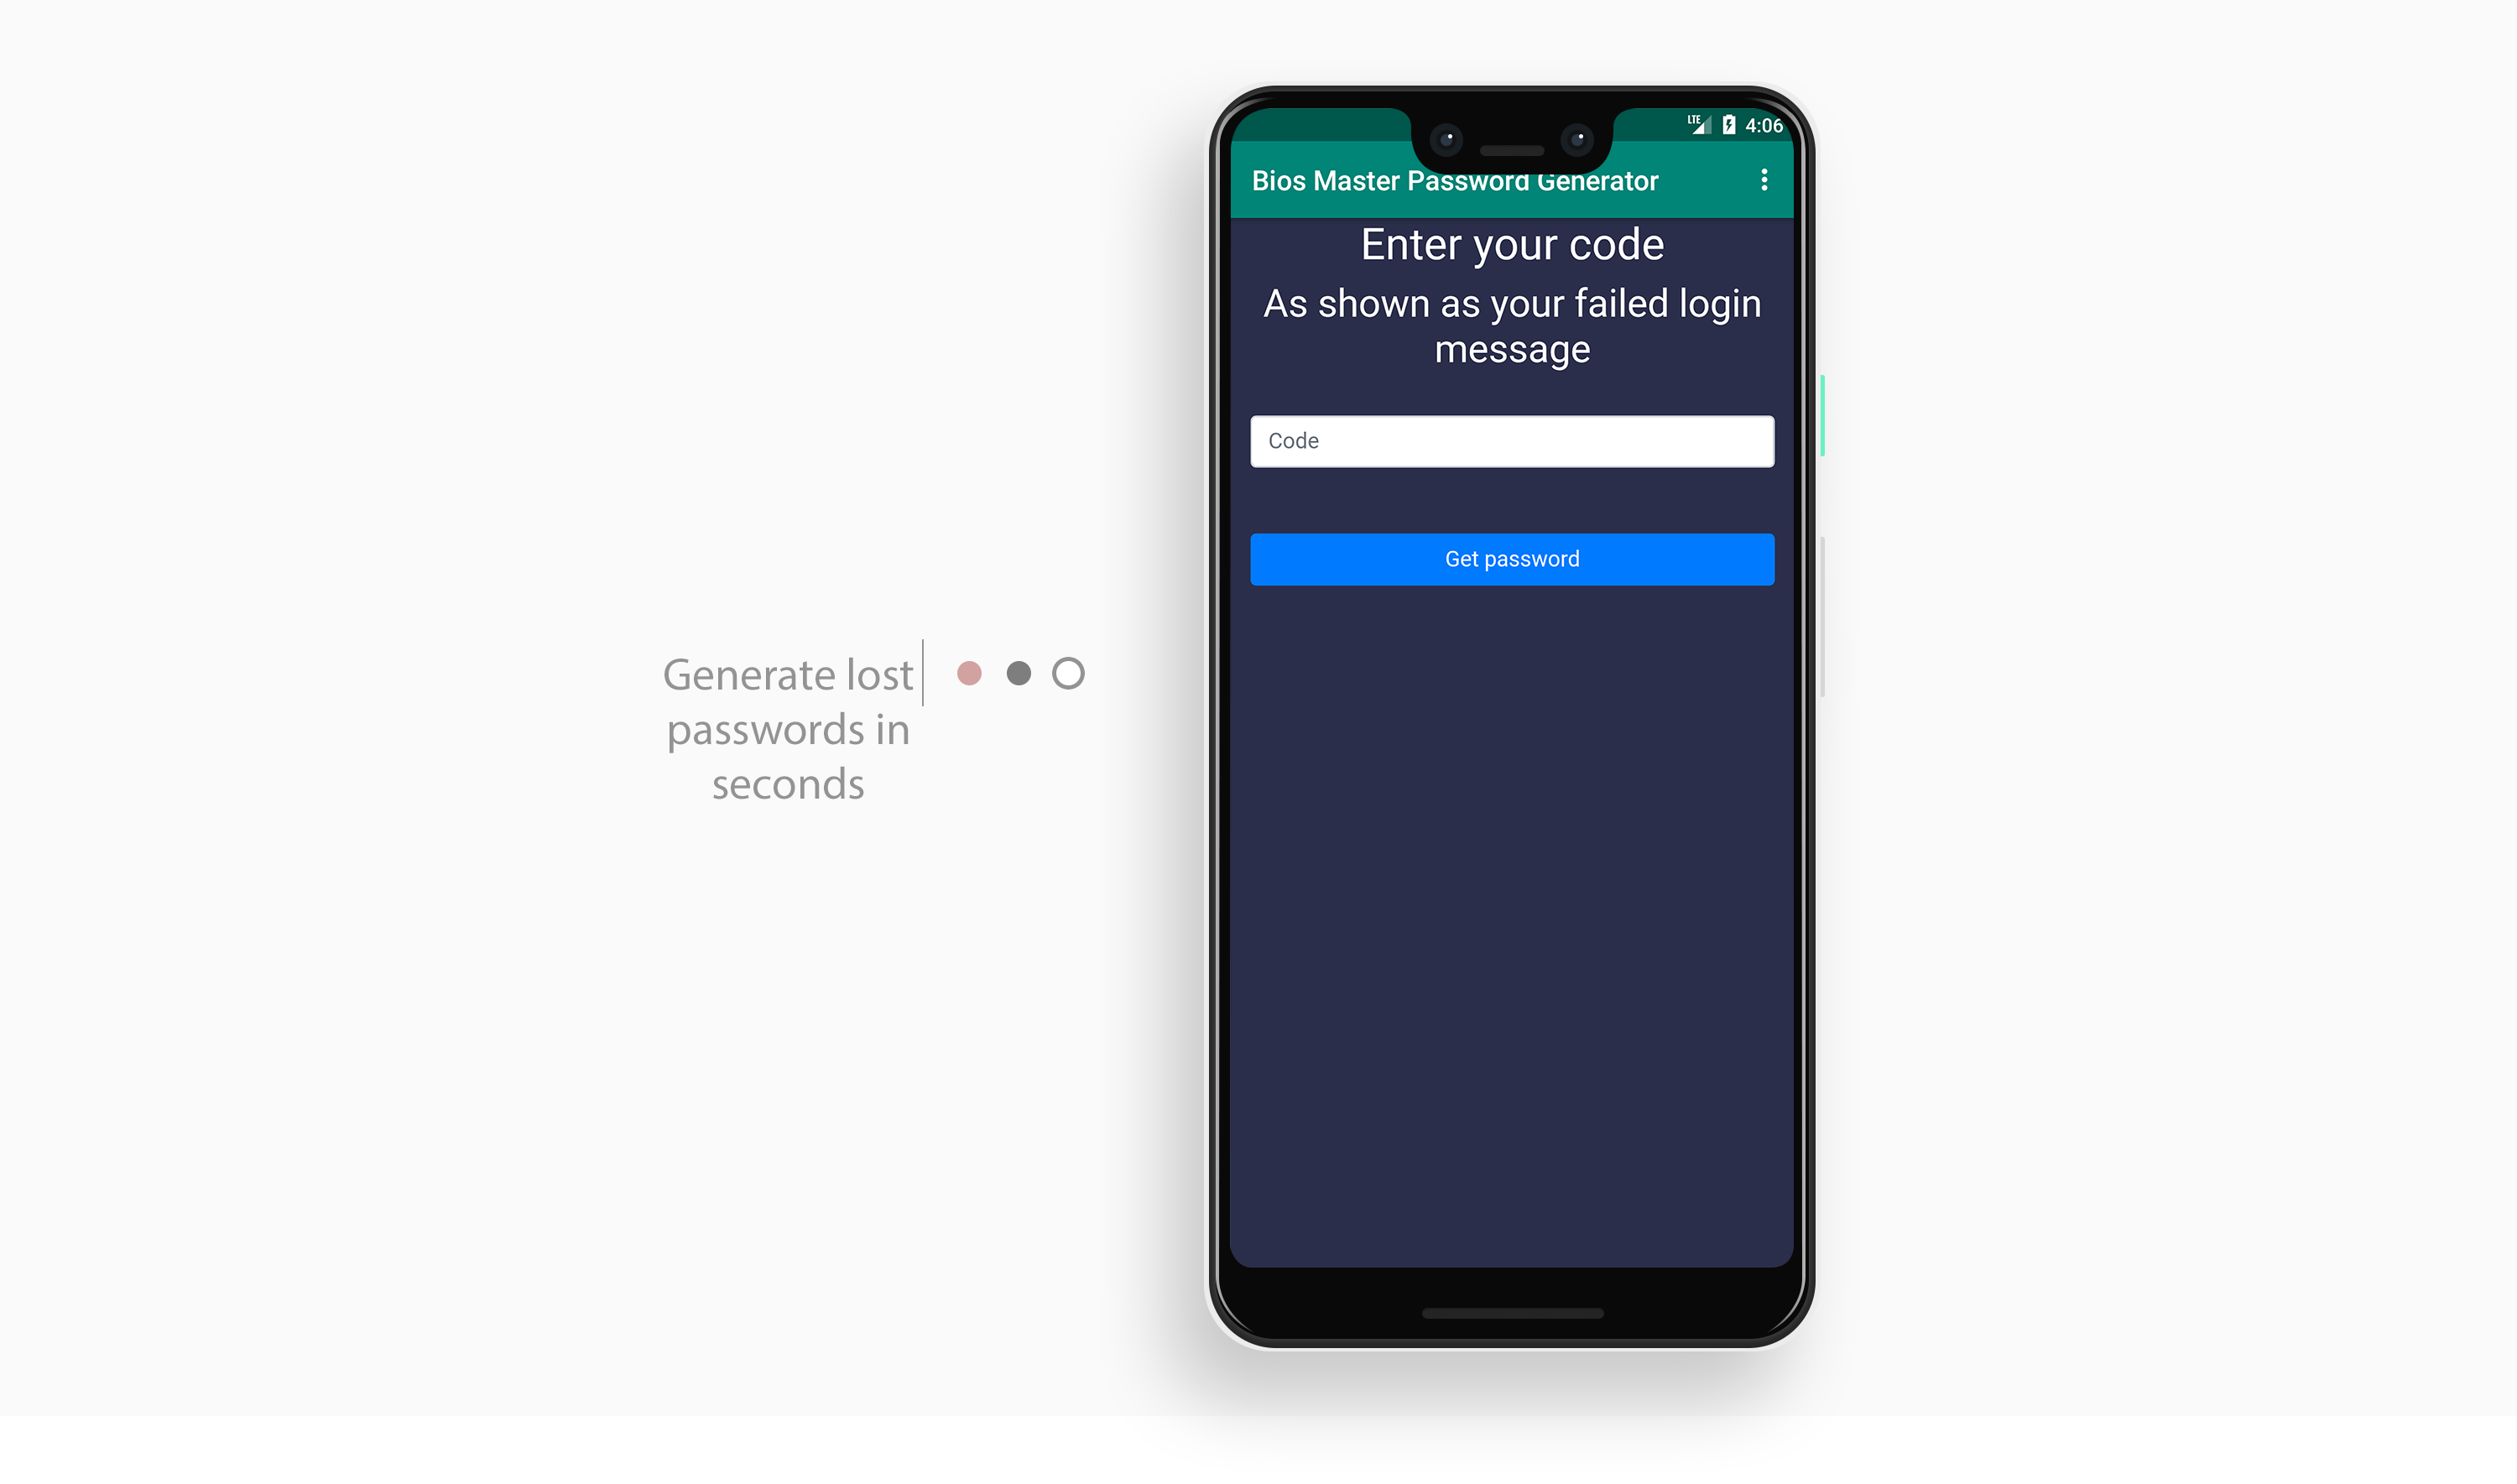 Generate lost
passwords in
seconds
LTE 4:06
Bios Master Password Generator
Enter your code
As shown as your failed login
message
Code
Get password